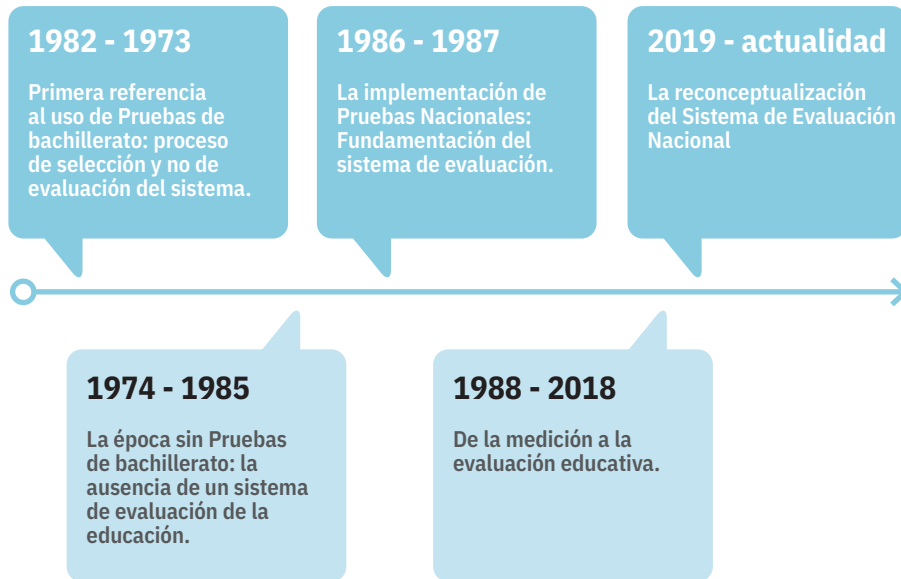 1982 - 1973
Primera referencia
al uso de Pruebas de
bachillerato: proceso
de selección y no de
evaluación del sistema.
1974 - 1985
La época sin Pruebas
de bachillerato: la
ausencia de un sistema
de evaluación de la
educación.
1986 - 1987
La implementación de
Pruebas Nacionales:
Fundamentación del
sistema de evaluación.
1988 - 2018
De la medición a la
evaluación educativa.
2019 - actualidad
La reconceptualización
del Sistema de Evaluación
Nacional